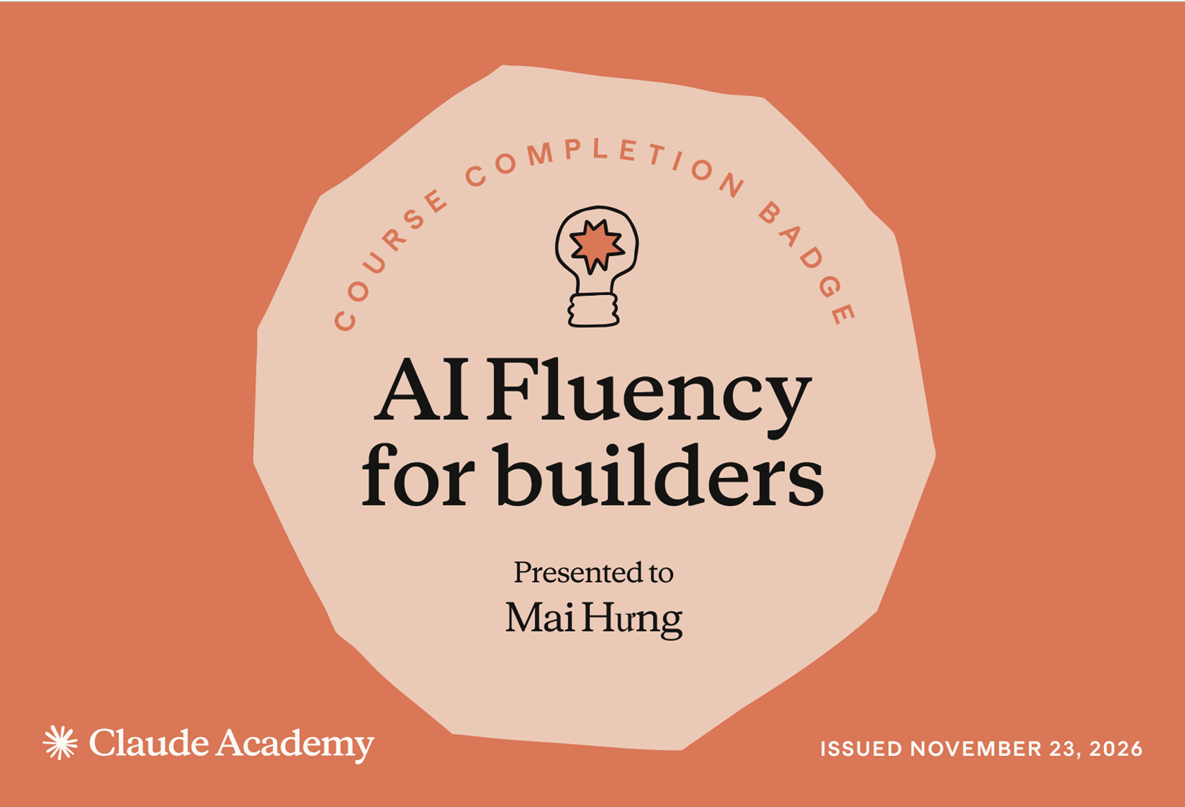 COURSE COMPLETION BADGE
AI Fluency
for builders
Presented to
Mai Hưng
Claude Academy
ISSUED NOVEMBER 23, 2026